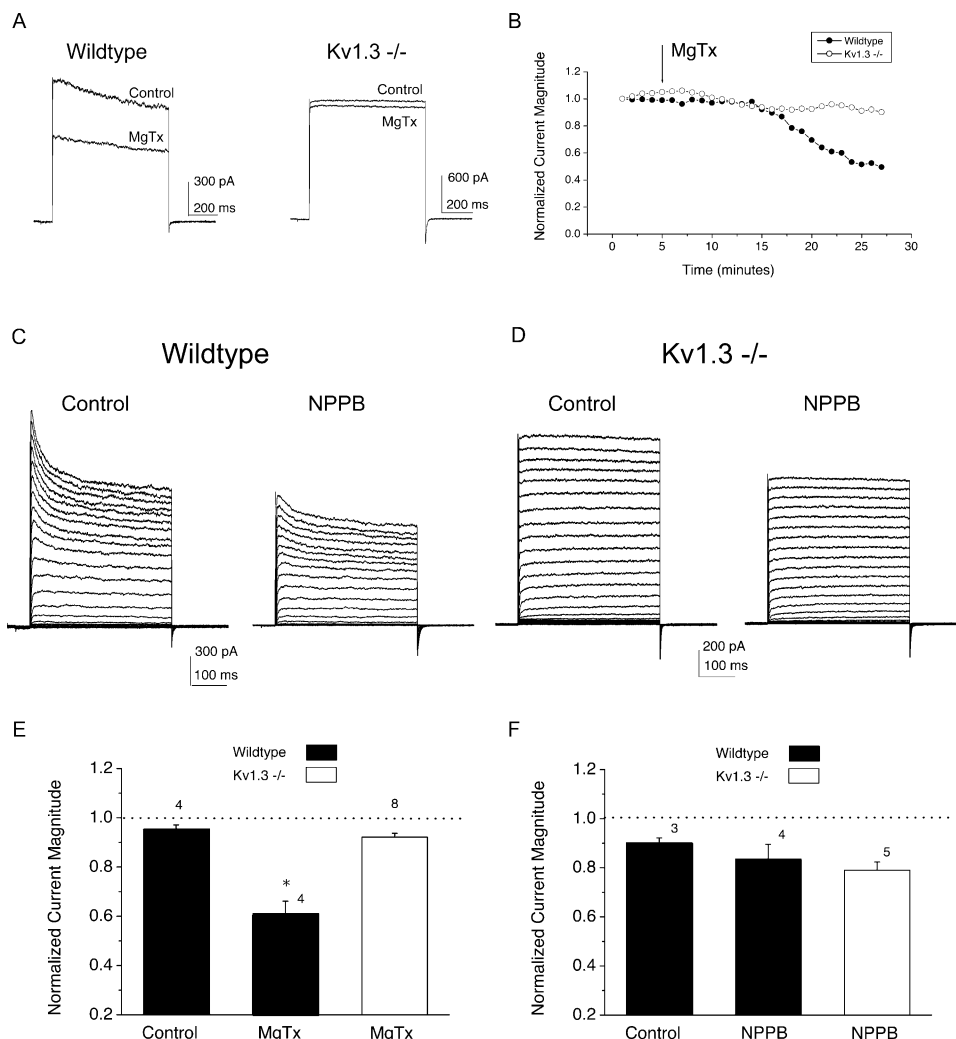 A
Wildtype
Control
MgTx
300 pA
200 ms
Kv1.3 -/-
Control
MgTx
600 pA
200 ms
B
MgTx
Wildtype
Kv1.3 -/-
Normalized Current Magnitude
1.2
1.0
0.8
0.6
0.4
0.2
0.0
0 5 10 15 20 25 30
Time (minutes)
C
Wildtype
Control
NPPB
300 pA
100 ms
D
Kv1.3 -/-
Control
NPPB
200 pA
100 ms
E
Wildtype
Kv1.3 -/-
Normalized Current Magnitude
1.2
1.0
0.8
0.6
0.4
0.2
4
*
4
8
Control MgTx MgTx
F
Wildtype
Kv1.3 -/-
Normalized Current Magnitude
1.2
1.0
0.8
0.6
0.4
0.2
3
4
5
Control NPPB NPPB